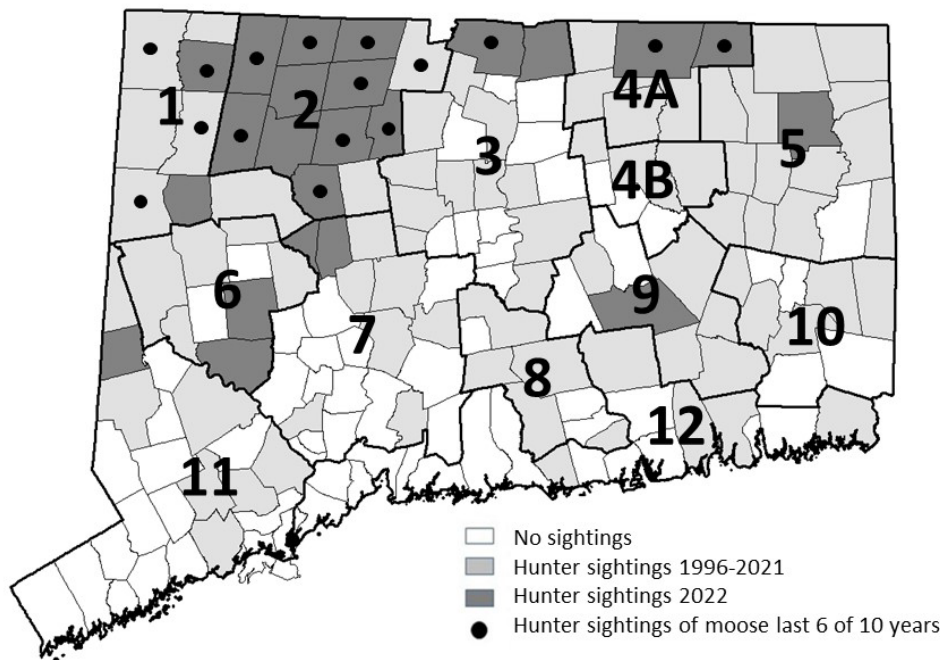 1
2
3
4A
4B
5
6
7
8
9
10
11
12
No sightings
Hunter sightings 1996-2021
Hunter sightings 2022
Hunter sightings of moose last 6 of 10 years